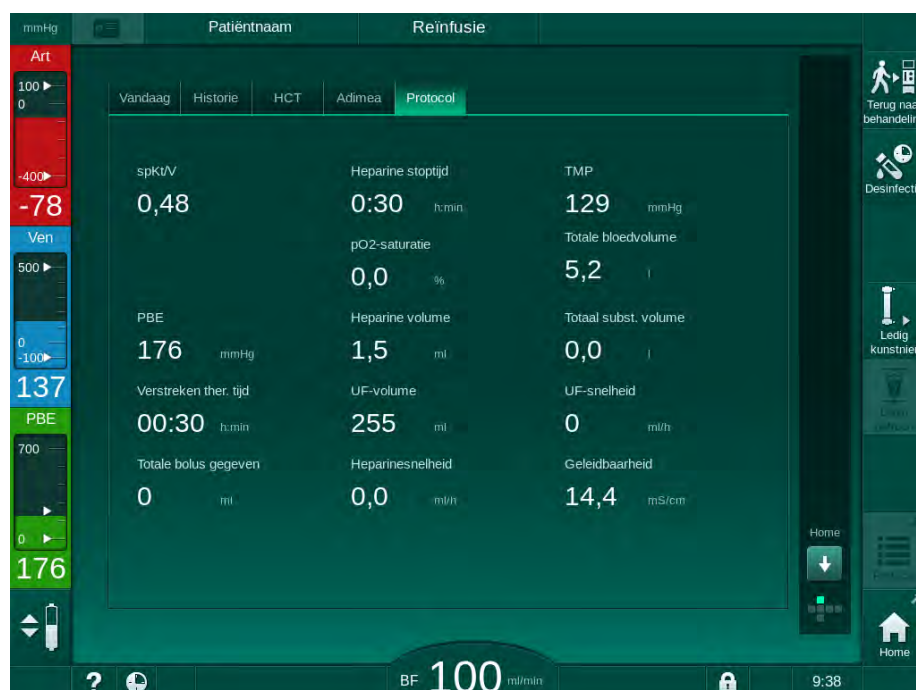 mmHg Patiëntnaam Reïnfusie
Art
100
0
-400
-78
Ven
500
0
-100
137
PBE
700
0
176
Vandaag Historie HCT Adimea Protocol
spKt/V Heparine stoptijd TMP
0,48 0:30 h:min 129 mmHg
pO2-saturatie Totale bloedvolume
0,0 % 5,2 l
PBE Heparine volume Totaal subst. volume
176 mmHg 1,5 ml 0,0 l
Verstreken ther. tijd UF-volume UF-snelheid
00:30 h:min 255 ml 0 ml/h
Totale bolus gegeven Heparinesnelheid Geleidbaarheid
0 ml 0,0 ml/h 14,4 mS/cm
Home
Terug naa
behandelin
Desinfecti
Ledig
kunstnier
Home
? BF 100 ml/min 9:38